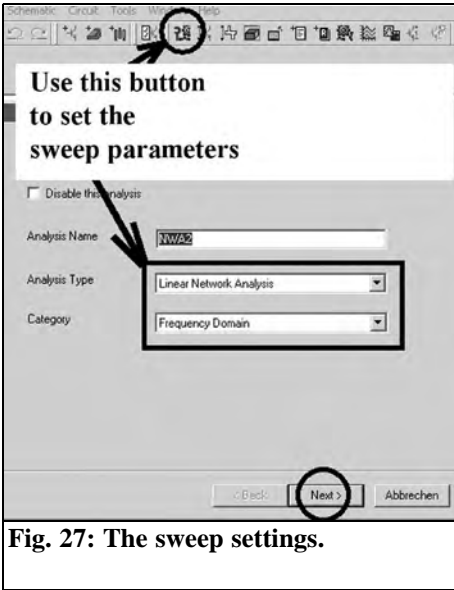 Schematic Circuit Tools Window Help
Use this button
to set the
sweep parameters
Disable this analysis
Analysis Name
NWA2
Analysis Type
Linear Network Analysis
Category
Frequency Domain
< Back
Next >
Abbrechen
Fig. 27: The sweep settings.